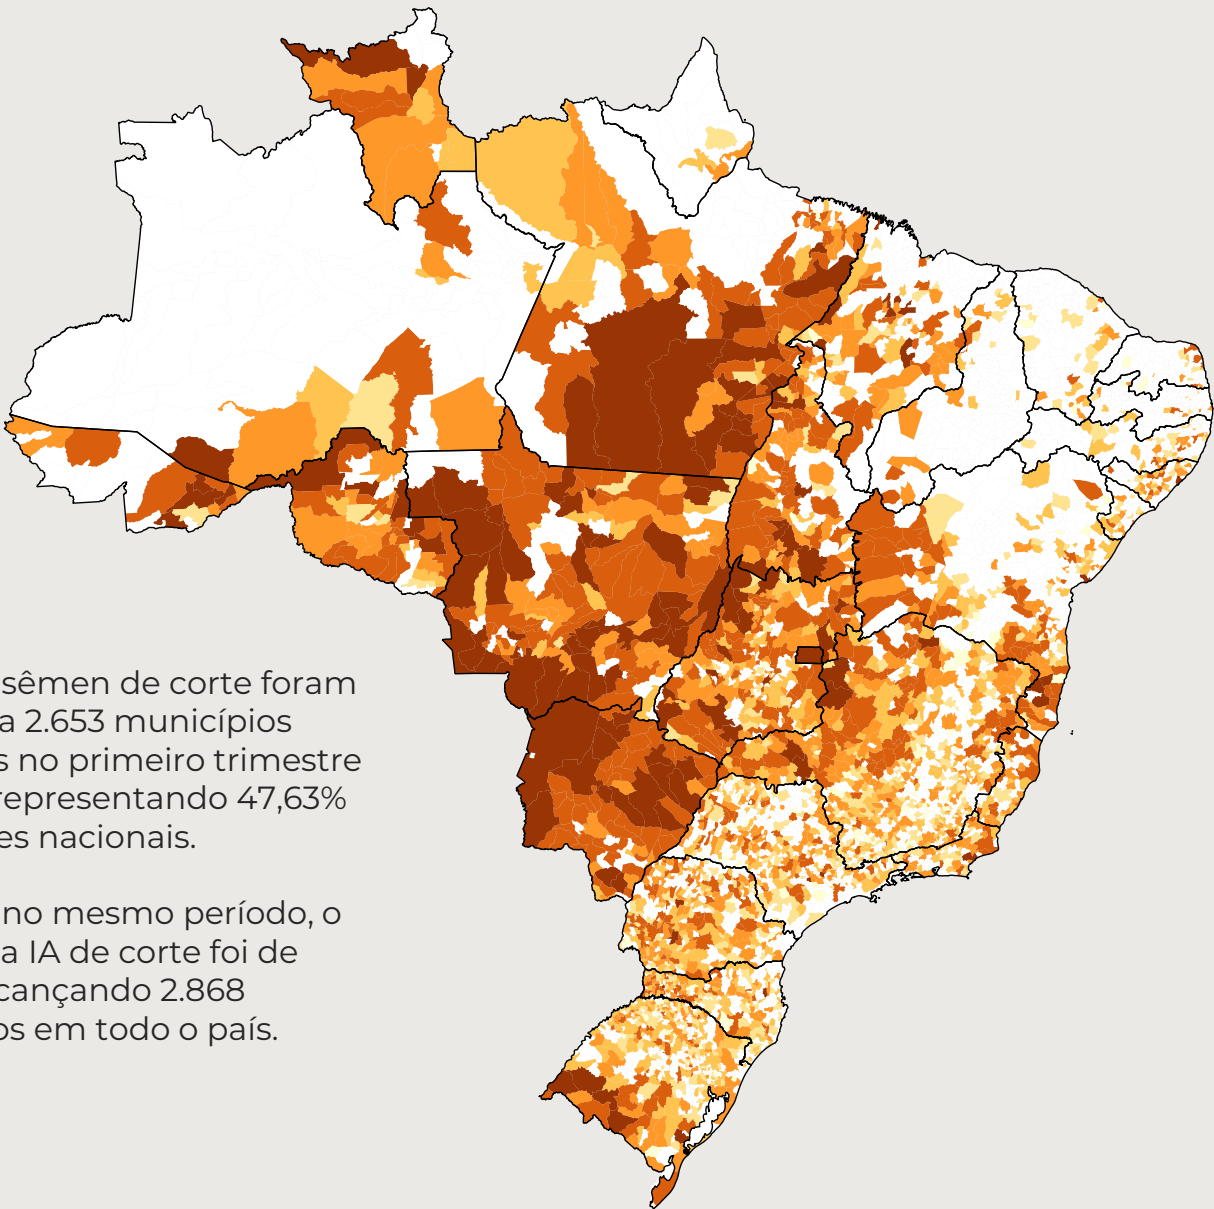 sêmen de corte foram
a 2.653 municípios
s no primeiro trimestre
representando 47,63%
es nacionais.
no mesmo período, o
a IA de corte foi de
cançando 2.868
os em todo o país.